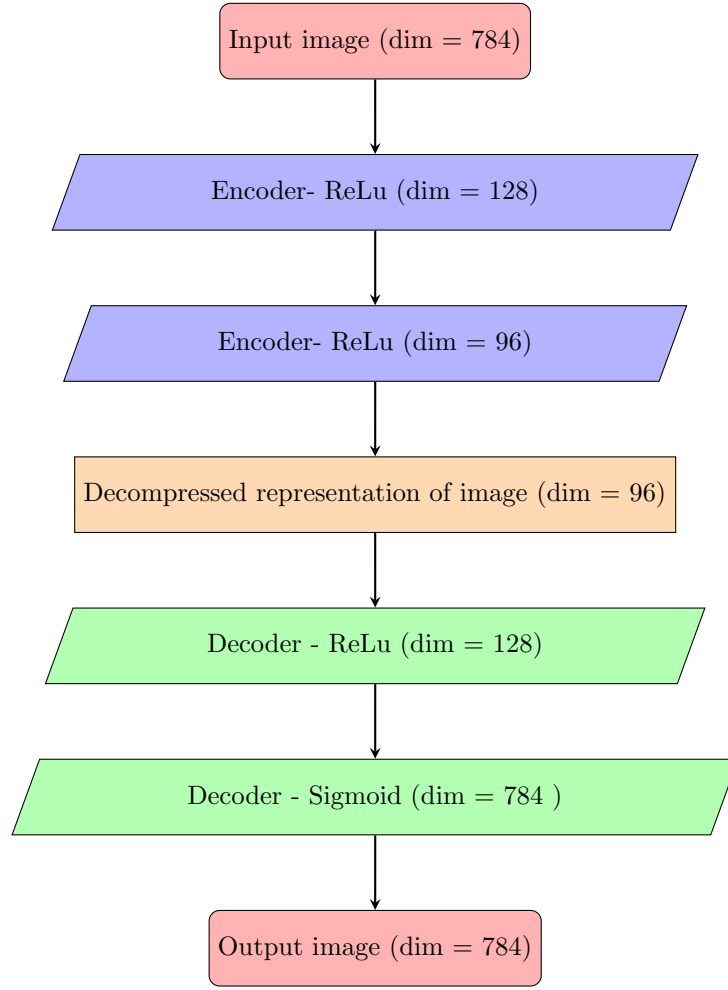 Input image (dim = 784)
Encoder- ReLu (dim = 128)
Encoder- ReLu (dim = 96)
Decompressed representation of image (dim = 96)
Decoder - ReLu (dim = 128)
Decoder - Sigmoid (dim = 784 )
Output image (dim = 784)